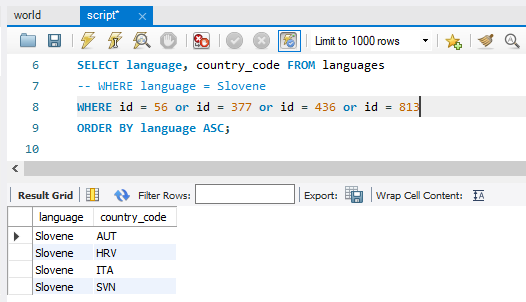 world script*
Limit to 1000 rows
6 SELECT language, country_code FROM languages
7 -- WHERE language = Slovene
8 WHERE id = 56 or id = 377 or id = 436 or id = 813
9 ORDER BY language ASC;
10
Result Grid Filter Rows: Export: Wrap Cell Content:
language country_code
Slovene AUT
Slovene HRV
Slovene ITA
Slovene SVN